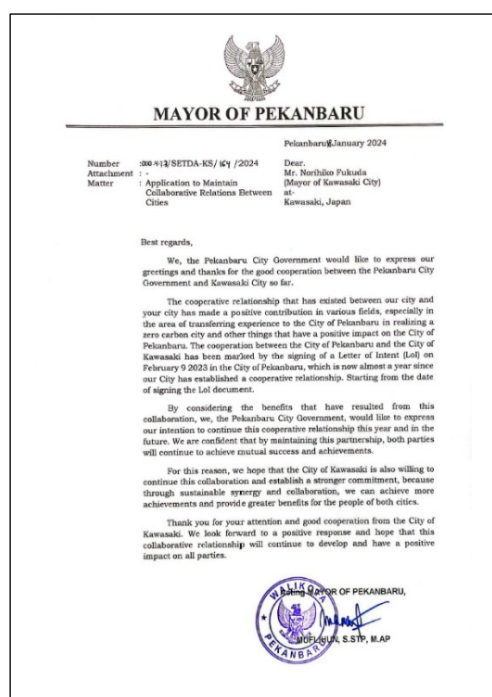 MAYOR OF PEKANBARU
Pekanbaru, January 2024
Number : /SETDA-KS/ 164 /2024
Attachment : -
Matter : Application to Maintain
Collaborative Relations Between
Cities
Dear.
Mr. Norihiko Fukuda
(Mayor of Kawasaki City)
at-
Kawasaki, Japan
Best regards,
We, the Pekanbaru City Government would like to express our
greetings and thanks for the good cooperation between the Pekanbaru City
Government and Kawasaki City so far.
The cooperative relationship that has existed between our city and
your city has made a positive contribution in various fields, especially in
the area of transferring experience to the City of Pekanbaru in realizing a
zero carbon city and other things that have a positive impact on the City of
Pekanbaru. The cooperation between the City of Pekanbaru and the City of
Kawasaki has been marked by the signing of a Letter of Intent (LoI) on
February 9 2023 in the City of Pekanbaru, which is now almost a year since
our City has established a cooperative relationship. Starting from the date
of signing the LoI document.
By considering the benefits that have resulted from this
collaboration, we, the Pekanbaru City Government, would like to express
our intention to continue this cooperative relationship this year and in the
future. We are confident that by maintaining this partnership, both parties
will continue to achieve mutual success and achievements.
For this reason, we hope that the City of Kawasaki is also willing to
continue this collaboration and establish a stronger commitment, because
through sustainable synergy and collaboration, we can achieve more
achievements and provide greater benefits for the people of both cities.
Thank you for your attention and good cooperation from the City of
Kawasaki. We look forward to a positive response and hope that this
collaborative relationship will continue to develop and have a positive
impact on all parties.
Acting MAYOR OF PEKANBARU,
WALIKOTA
PEKANBARU
MUFLIHUN, S.STP, M.AP